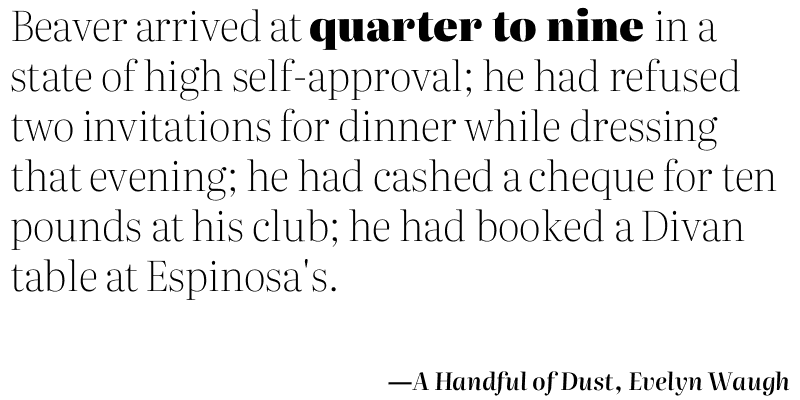 Beaver arrived at quarter to nine in a
state of high self-approval; he had refused
two invitations for dinner while dressing
that evening; he had cashed a cheque for ten
pounds at his club; he had booked a Divan
table at Espinosa's.
—A Handful of Dust, Evelyn Waugh